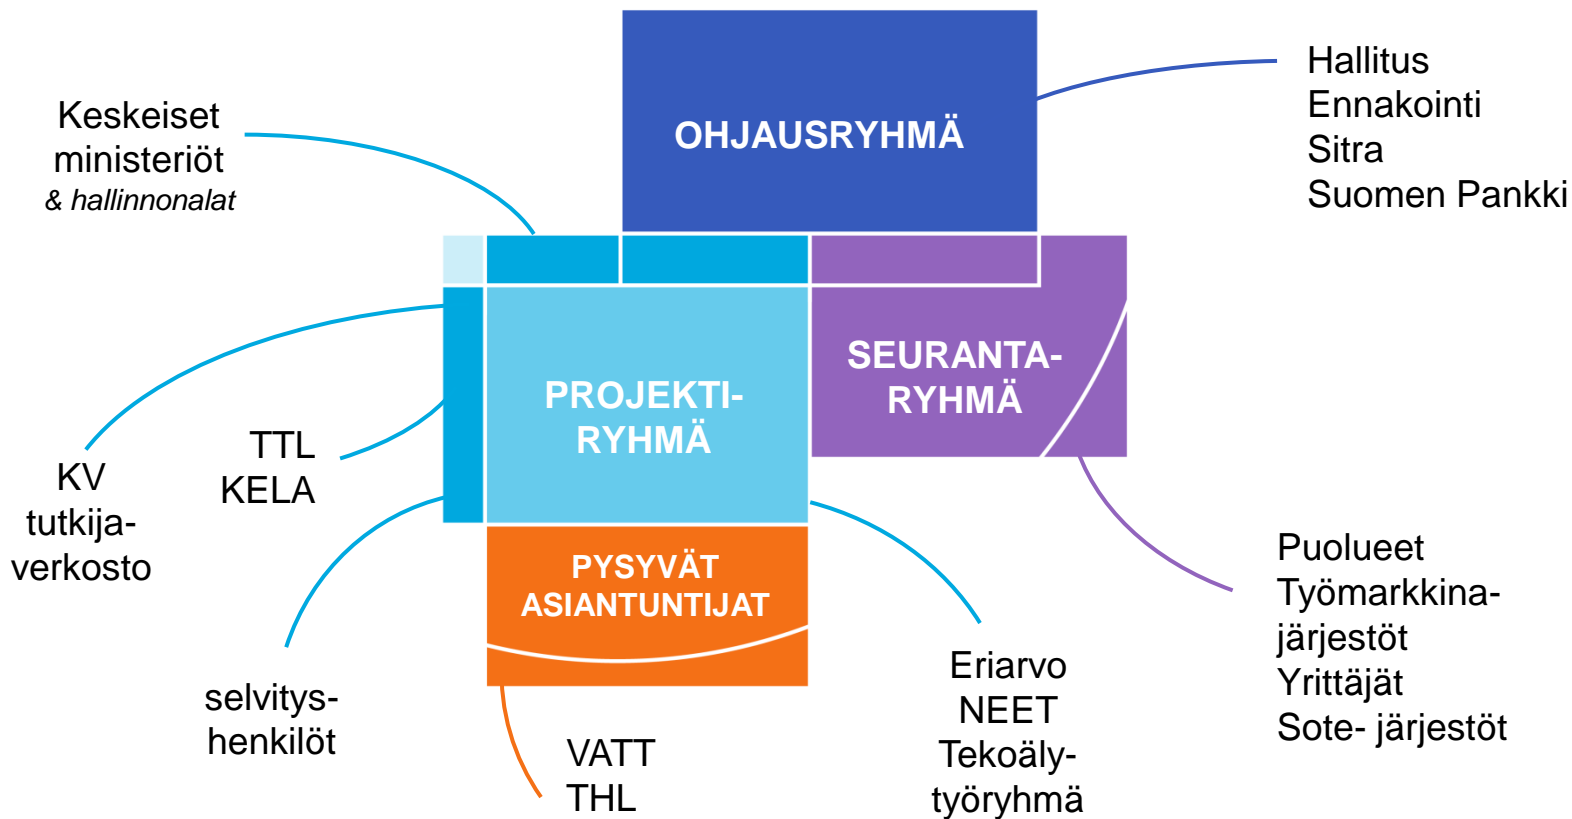 OHJAUSRYHMÄ
Hallitus
Ennakointi
Sitra
Suomen Pankki
Keskeiset
ministeriöt
& hallinnonalat
SEURANTA-
RYHMÄ
PROJEKTI-
RYHMÄ
TTL
KELA
KV
tutkija-
verkosto
PYSYVÄT
ASIANTUNTIJAT
Puolueet
Työmarkkina-
järjestöt
Yrittäjät
Sote- järjestöt
selvitys-
henkilöt
VATT
THL
Eriarvo
NEET
Tekoäly-
työryhmä